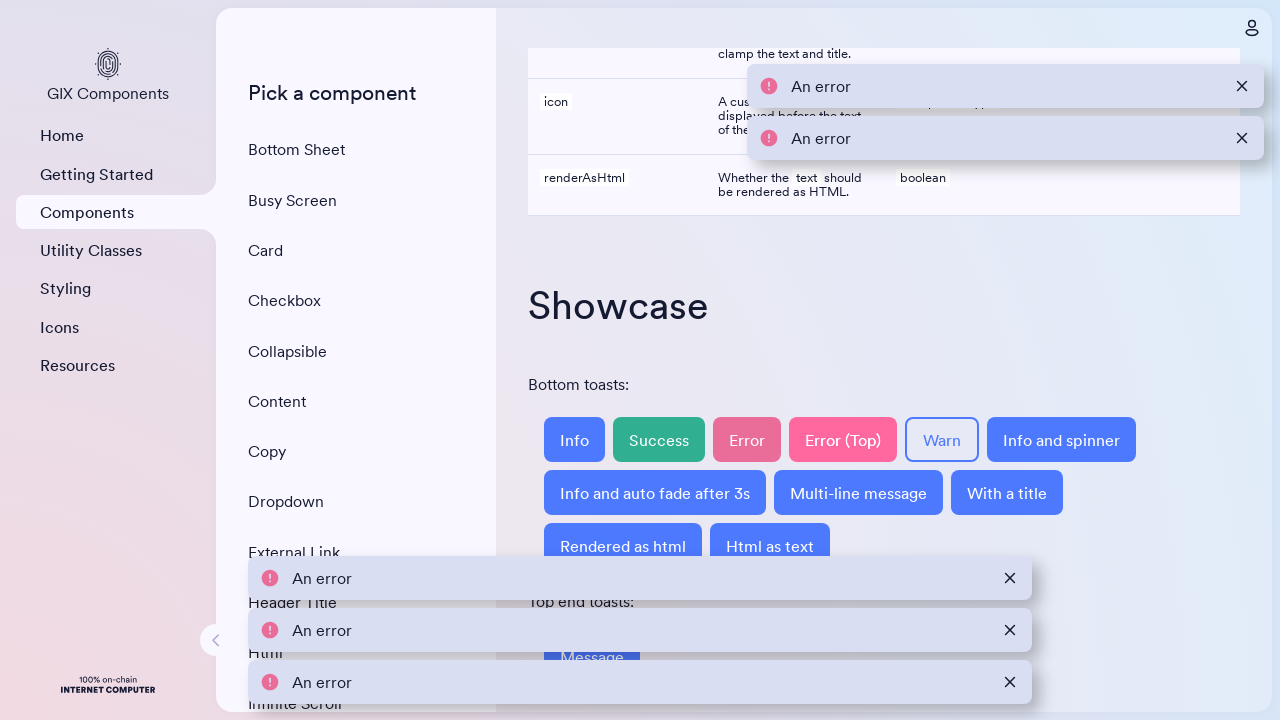 GIX Components
Home
Getting Started
Components
Utility Classes
Styling
Icons
Resources
100% on-chain
INTERNET COMPUTER
Pick a component
Bottom Sheet
Busy Screen
Card
Checkbox
Collapsible
Content
Copy
Dropdown
External Link
Header Title
Html
Infinite Scroll
clamp the text and title.
icon
A cus
displayed before the text
of the
renderAsHtml
Whether the text should
be rendered as HTML.
boolean
An error
An error
Showcase
Bottom toasts:
Info
Success
Error
Error (Top)
Warn
Info and spinner
Info and auto fade after 3s
Multi-line message
With a title
Rendered as html
Html as text
Top end toasts:
Message
An error
An error
An error